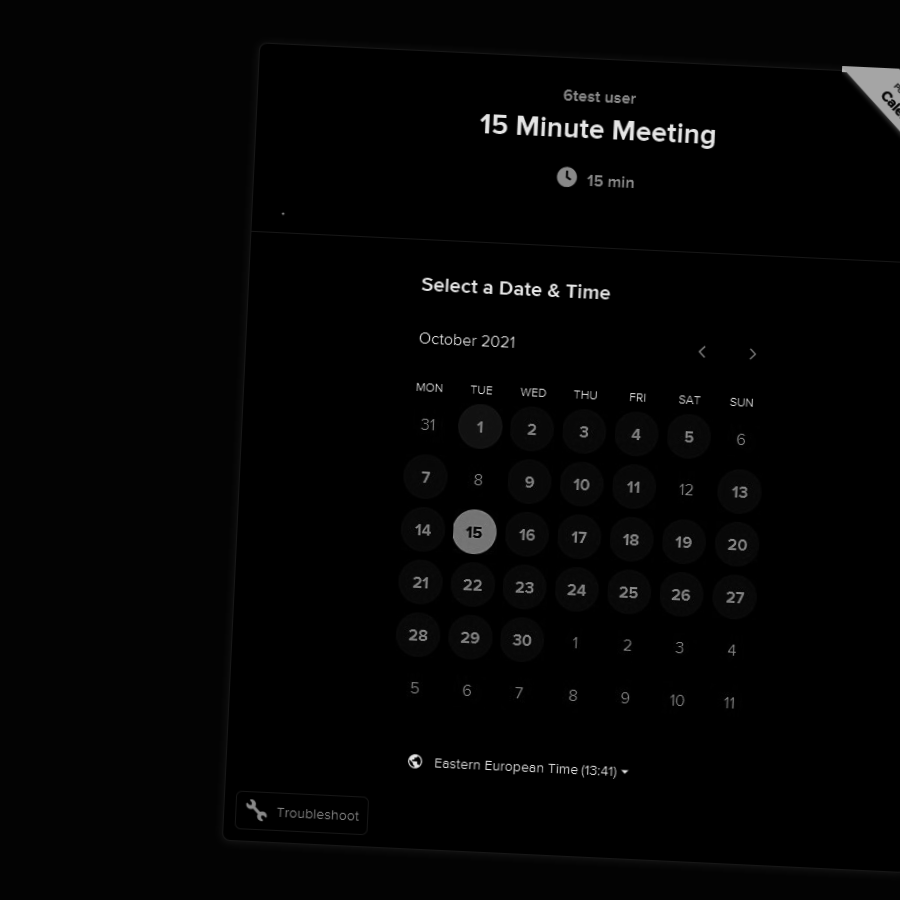 6test user
15 Minute Meeting
15 min
Select a Date & Time
October 2021
MON TUE WED THU FRI SAT SUN
31 1 2 3 4 5 6
7 8 9 10 11 12 13
14 15 16 17 18 19 20
21 22 23 24 25 26 27
28 29 30 1 2 3 4
5 6 7 8 9 10 11
Eastern European Time (13:41)
Troubleshoot